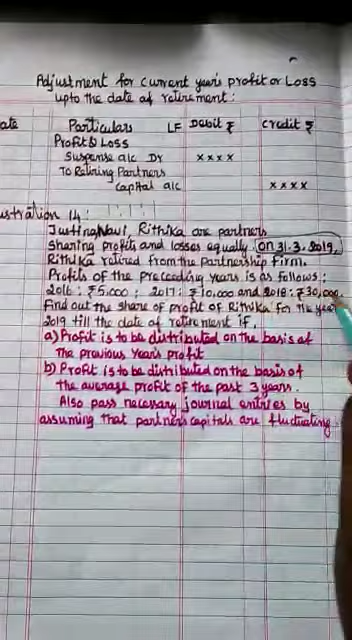 Adjustment for current year's profit or Loss
upto the date of retirement:
ate Particulars LF Debit ₹ Credit ₹
Profit & Loss
Suspense a/c Dr xxxx
To Retiring Partners
Capital a/c xxxx
ustration 14:
Navi, Rithika are partners
Sharing profits and losses equally. on 31.3.2019,
Rithika retired from the partnership firm.
Profits of the preceeding years is as follows:
2016: ₹5,000; 2017: ₹10,000 and 2018: ₹30,000.
Find out the share of profit of Rithika for the year
2019 till the date of retirement if,
a) Profit is to be distributed on the basis of
the previous year's profit
b) Profit is to be distributed on the basis of
the average profit of the past 3 years.
Also pass necessary journal entries by
assuming that partners capitals are fluctuating.